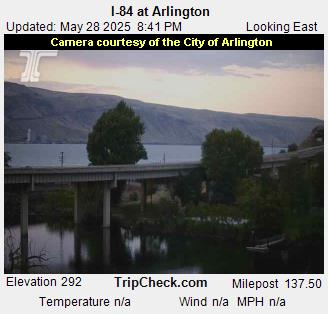 I-84 at Arlington
Updated: May 28 2025 8:41 PM Looking East
Camera courtesy of the City of Arlington
Elevation 292 TripCheck.com Milepost 137.50
Temperature n/a Wind n/a MPH n/a